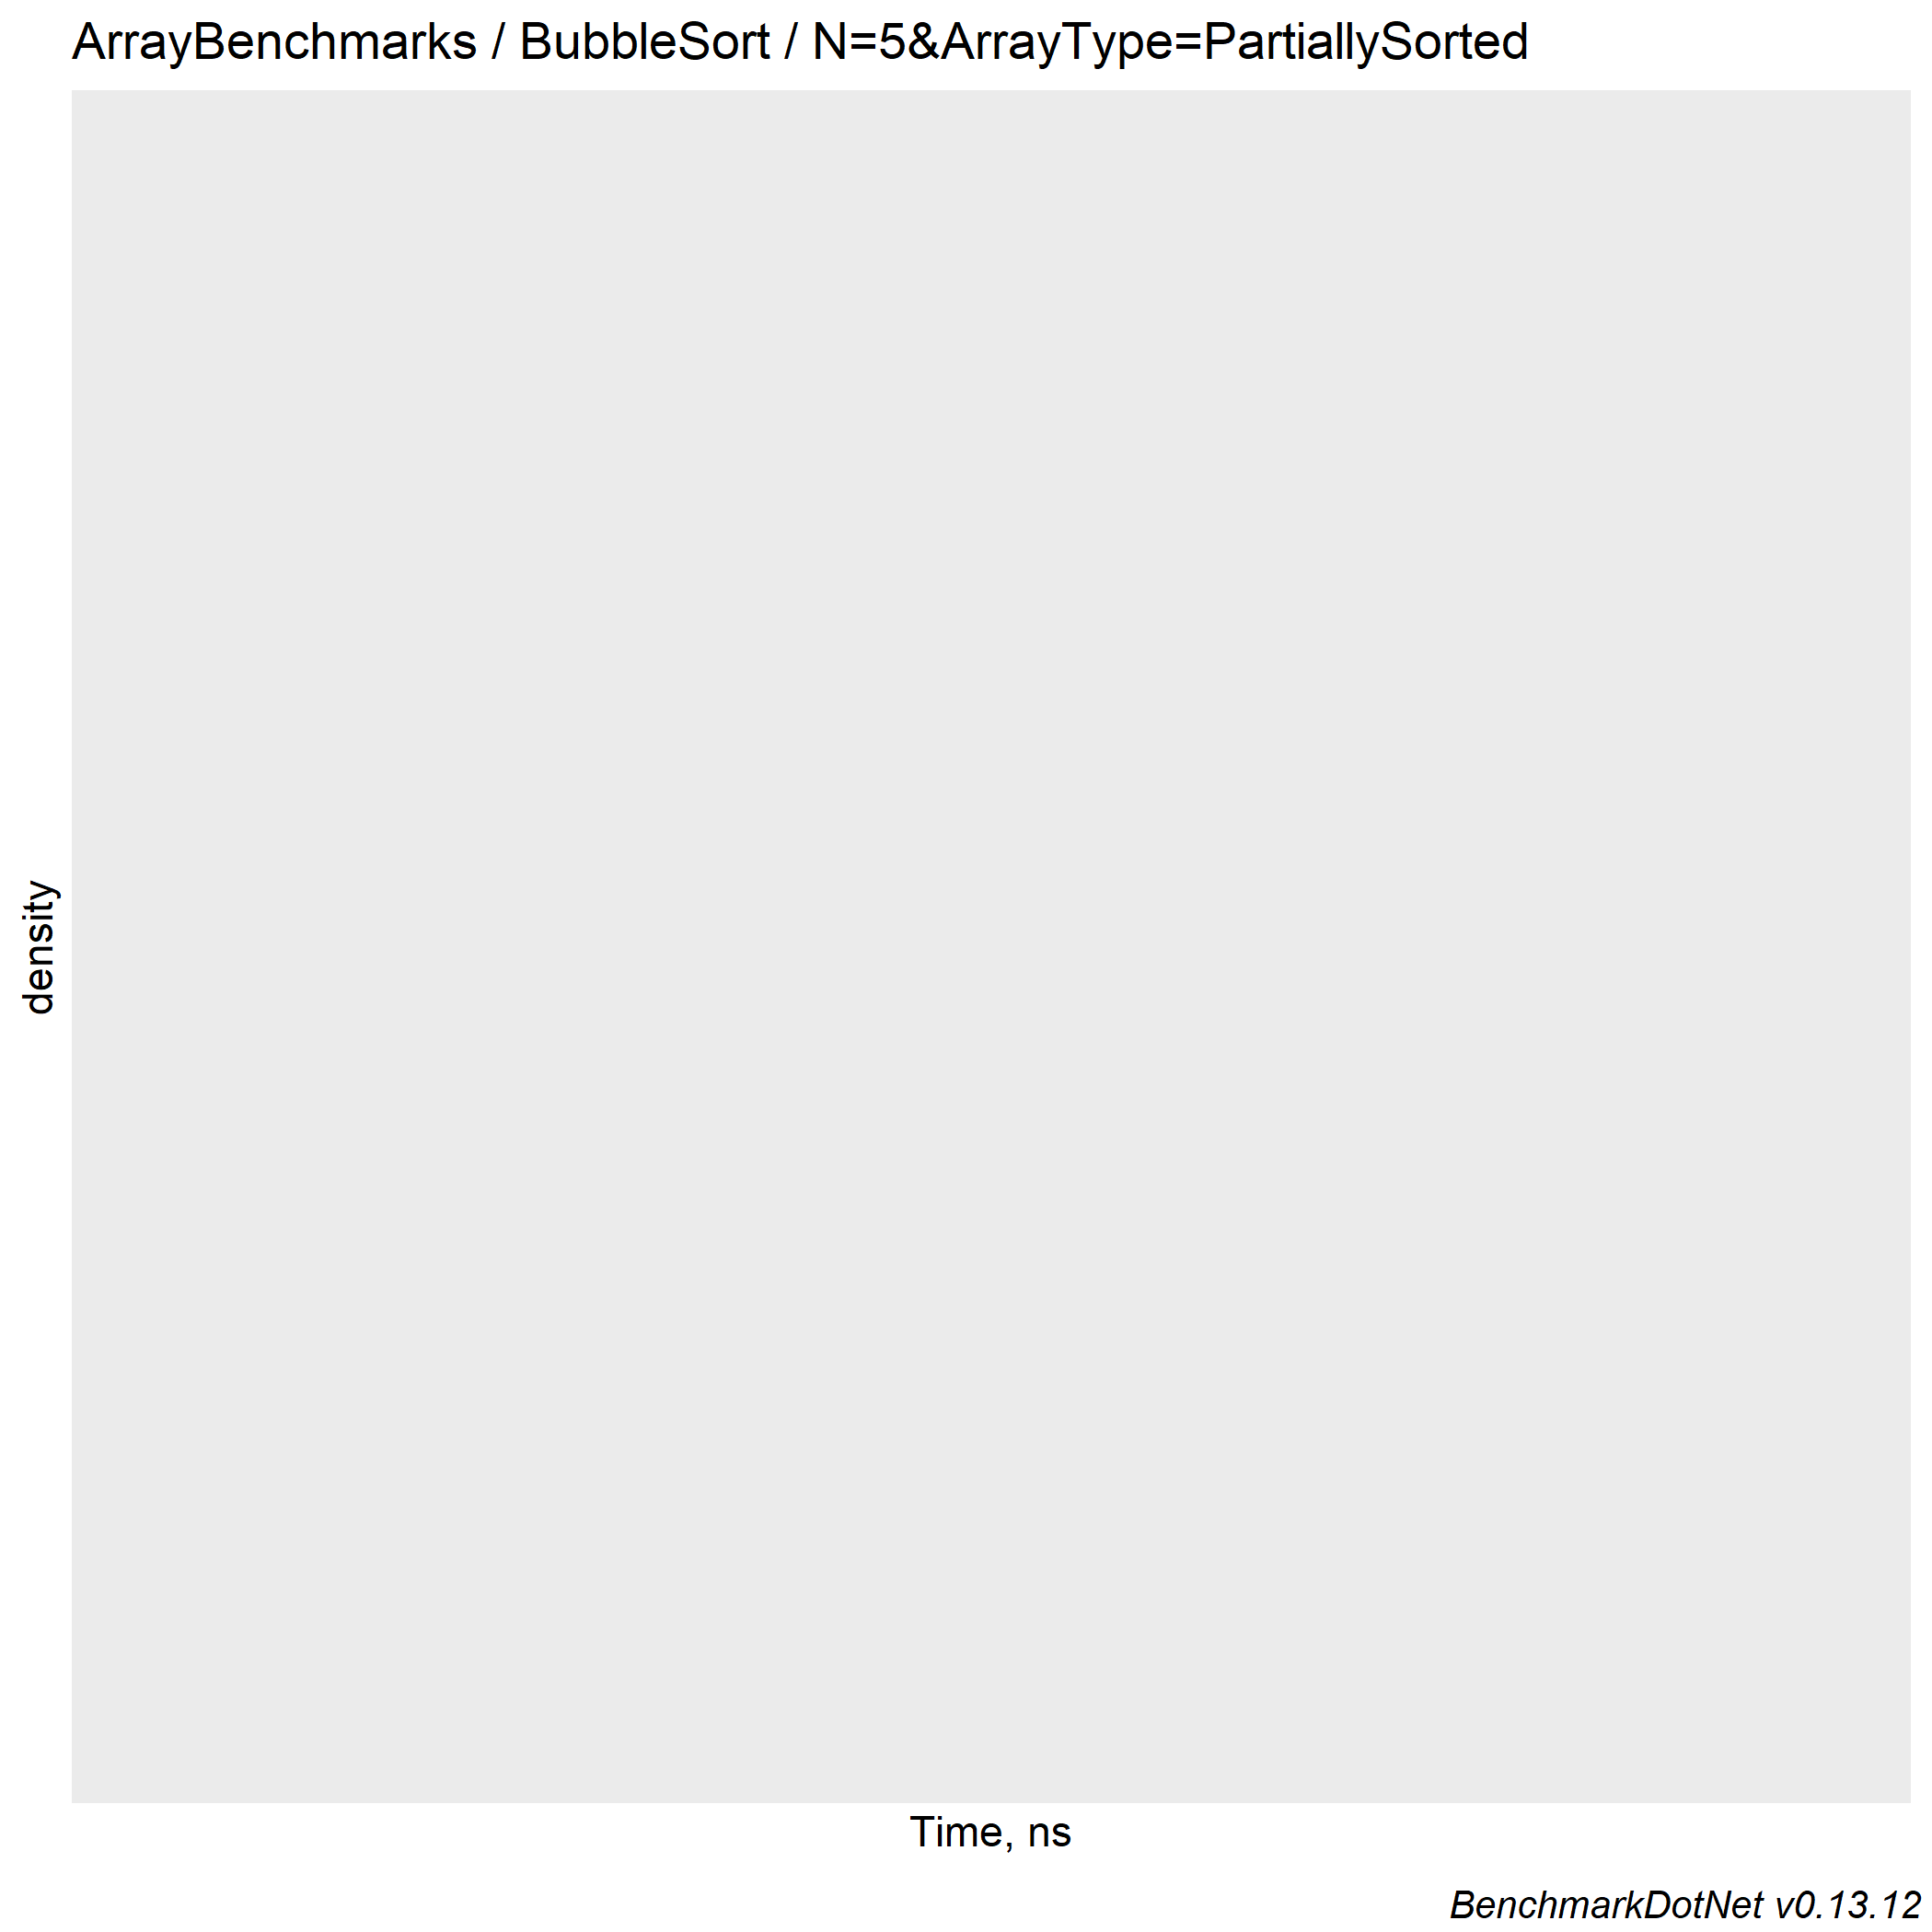 ArrayBenchmarks / BubbleSort / N=5&ArrayType=PartiallySorted
density
Time, ns
BenchmarkDotNet v0.13.12